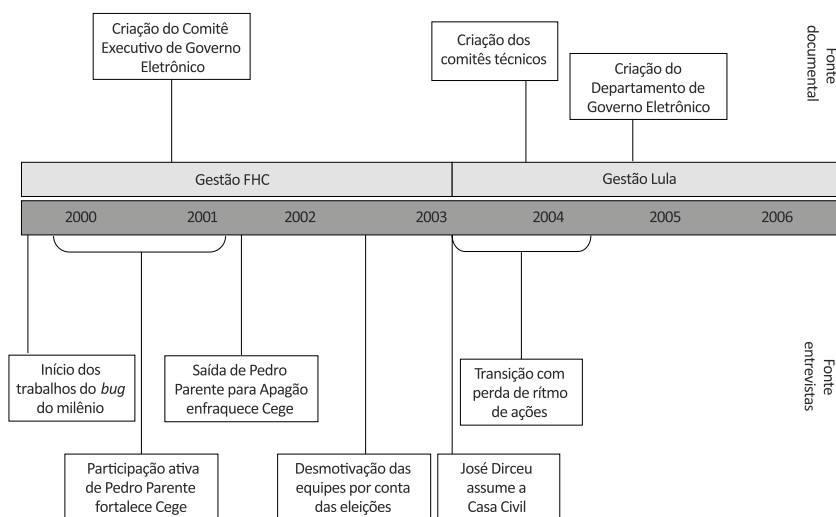 Criação do Comitê
Executivo de Governo
Eletrônico
Criação dos
comitês técnicos
Criação do
Departamento de
Governo Eletrônico
Fonte
documental
Gestão FHC
Gestão Lula
2000
2001
2002
2003
2004
2005
2006
Início dos
trabalhos do bug
do milênio
Saída de Pedro
Parente para Apagão
enfraquece Cege
Transição com
perda de rítmo
de ações
Fonte
entrevistas
Participação ativa
de Pedro Parente
fortalece Cege
Desmotivação das
equipes por conta
das eleições
José Dirceu
assume a
Casa Civil